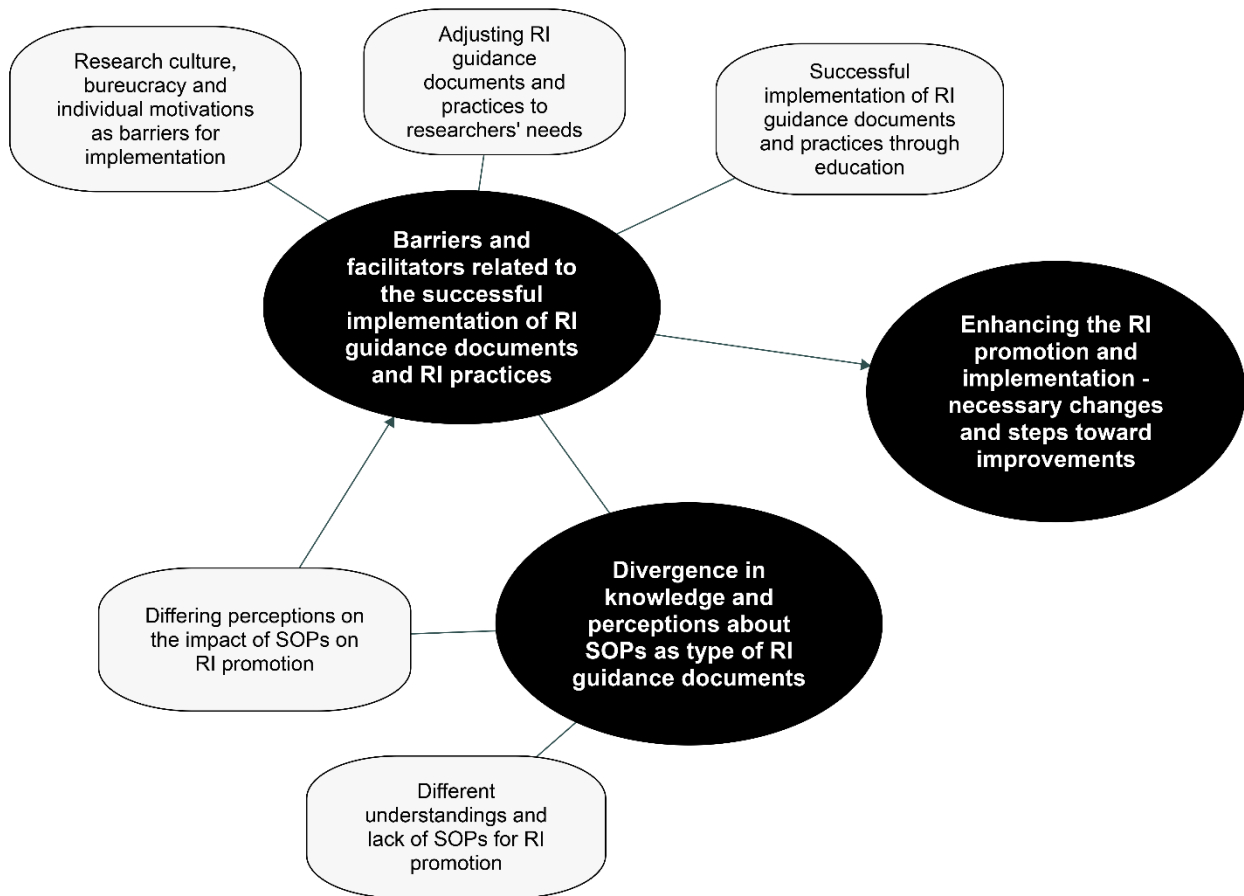 Research culture,
bureucracy and
individual motivations
as barriers for
implementation
Adjusting RI
guidance
documents and
practices to
researchers' needs
Successful
implementation of RI
guidance documents
and practices through
education
Barriers and
facilitators related to
the successful
implementation of RI
guidance documents
and RI practices
Enhancing the RI
promotion and
implementation -
necessary changes
and steps toward
improvements
Differing perceptions on
the impact of SOPs on
RI promotion
Divergence in
knowledge and
perceptions about
SOPs as type of RI
guidance documents
Different
understandings and
lack of SOPs for RI
promotion